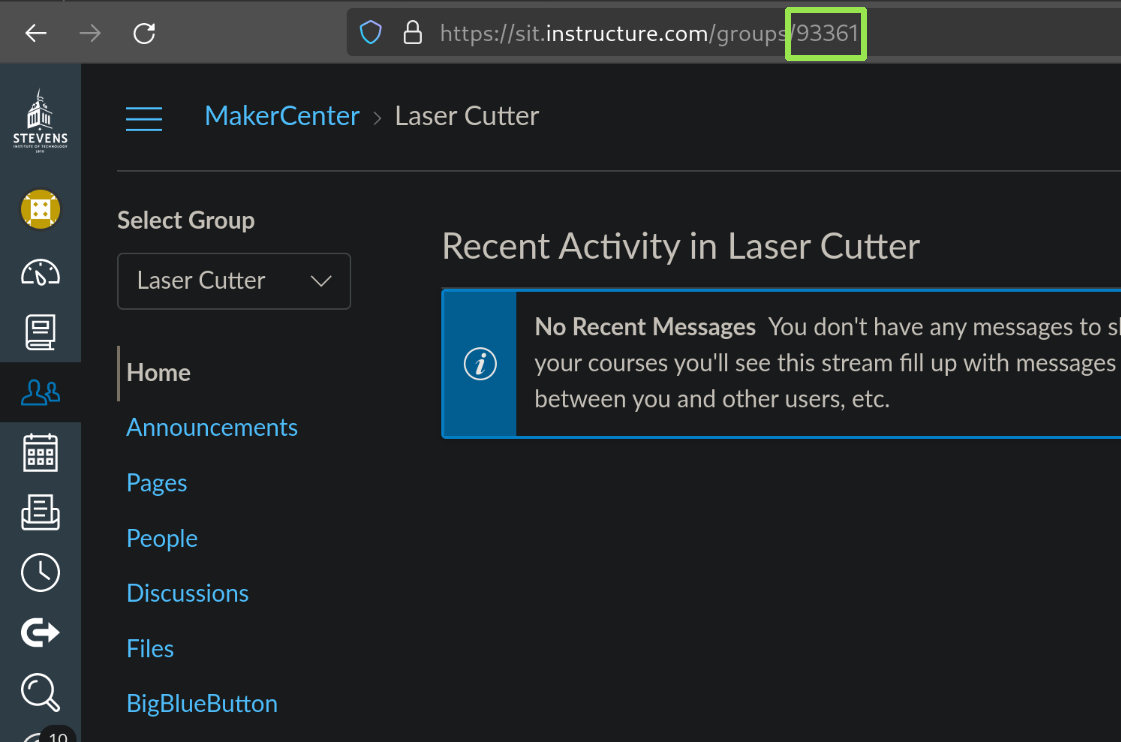 https://sit.instructure.com/groups/93361
STEVENS
INSTITUTE OF TECHNOLOGY
1870
MakerCenter > Laser Cutter
Select Group
Laser Cutter
Home
Announcements
Pages
People
Discussions
Files
BigBlueButton
Recent Activity in Laser Cutter
No Recent Messages You don't have any messages to
your courses you'll see this stream fill up with messages
between you and other users, etc.
10